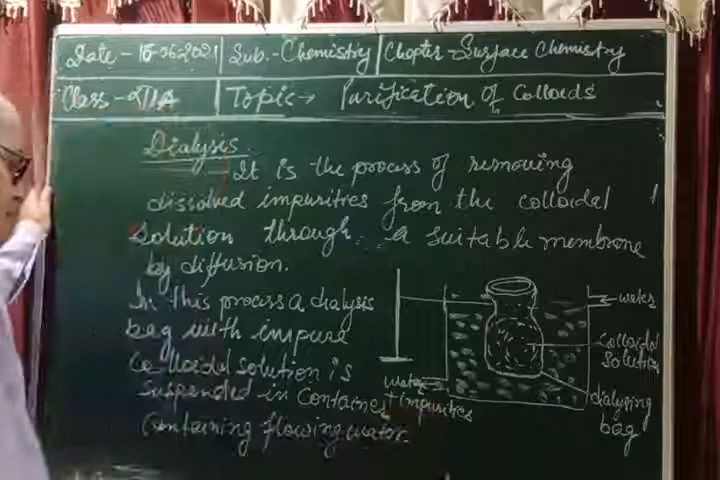 Date - 16-06-2021 Sub.- Chemistry Chapter - Surface Chemistry
Class - XII A Topic → Purification of Colloids
Dialysis.
It is the process of removing
dissolved impurities from the colloidal
solution through a suitable membrane
by diffusion.
In this process a dialysis
bag with impure
colloidal solution is
suspended in container
containing flowing water.
water
colloidal
solution
dialysing
bag
water
+ impurities